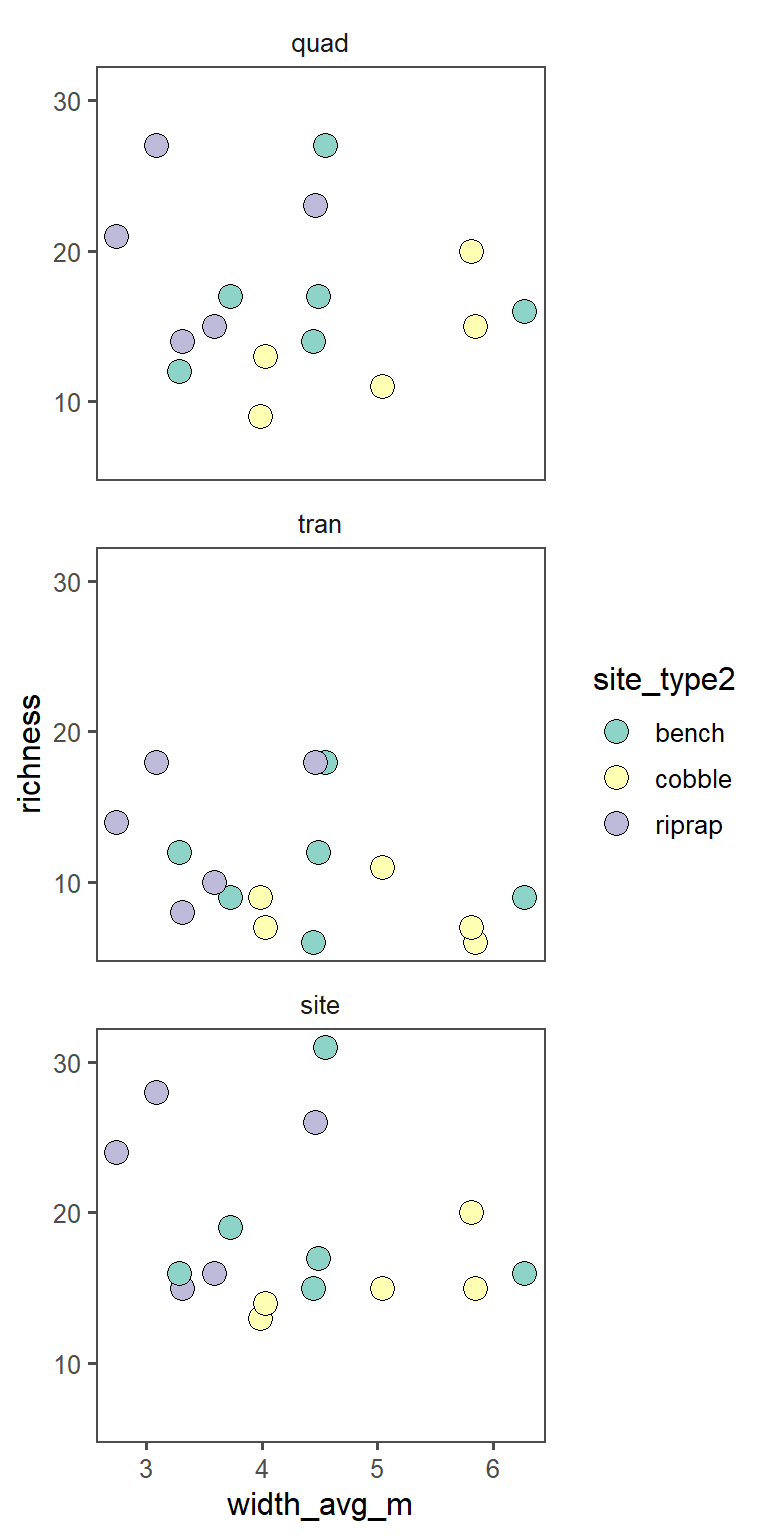 quad
30
20
10
tran
30
20
10
richness
site_type2
bench
cobble
riprap
site
30
20
10
3 4 5 6
width_avg_m